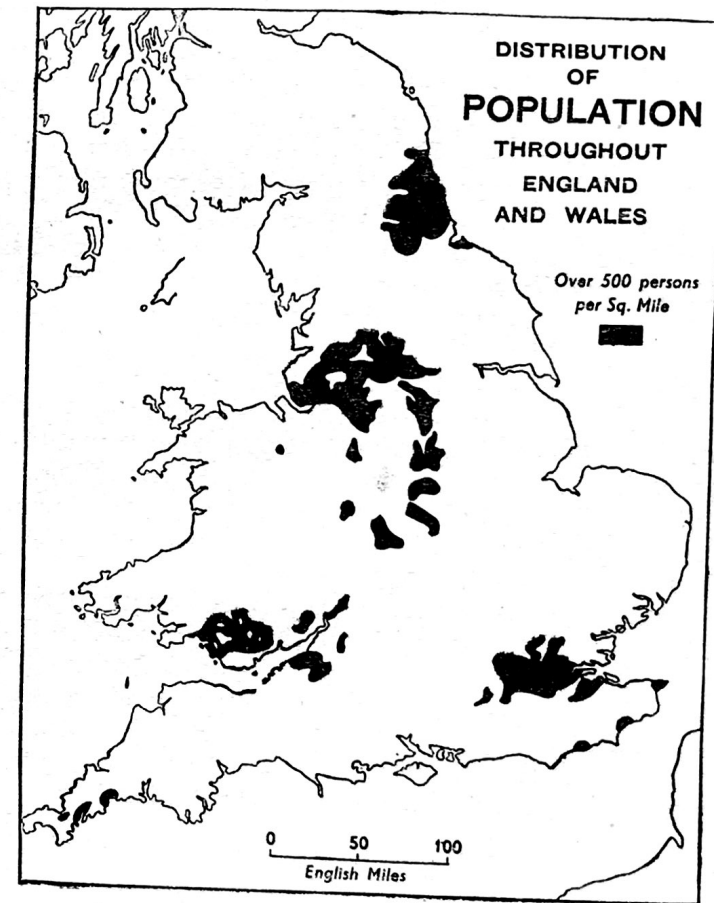 DISTRIBUTION
OF
POPULATION
THROUGHOUT
ENGLAND
AND WALES
Over 500 persons
per Sq. Mile
0 50 100
English Miles